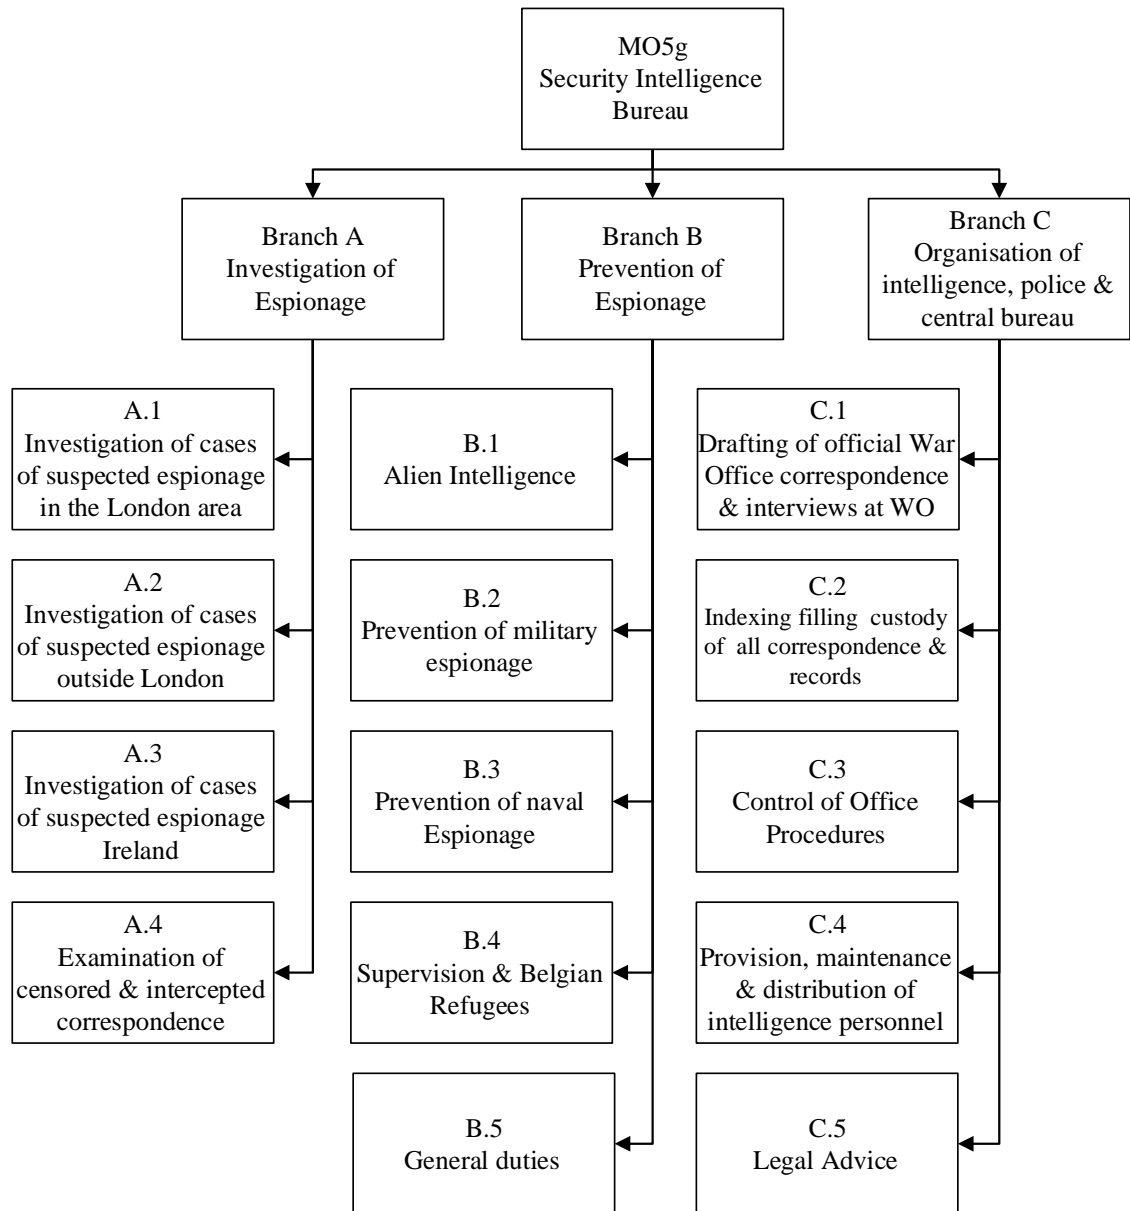 MO5g
Security Intelligence
Bureau
Branch A
Investigation of
Espionage
Branch B
Prevention of
Espionage
Branch C
Organisation of
intelligence, police &
central bureau
A.1
Investigation of cases
of suspected espionage
in the London area
B.1
Alien Intelligence
C.1
Drafting of official War
Office correspondence
& interviews at WO
A.2
Investigation of cases
of suspected espionage
outside London
B.2
Prevention of military
espionage
C.2
Indexing filling custody
of all correspondence &
records
A.3
Investigation of cases
of suspected espionage
Ireland
B.3
Prevention of naval
Espionage
C.3
Control of Office
Procedures
A.4
Examination of
censored & intercepted
correspondence
B.4
Supervision & Belgian
Refugees
C.4
Provision, maintenance
& distribution of
intelligence personnel
B.5
General duties
C.5
Legal Advice